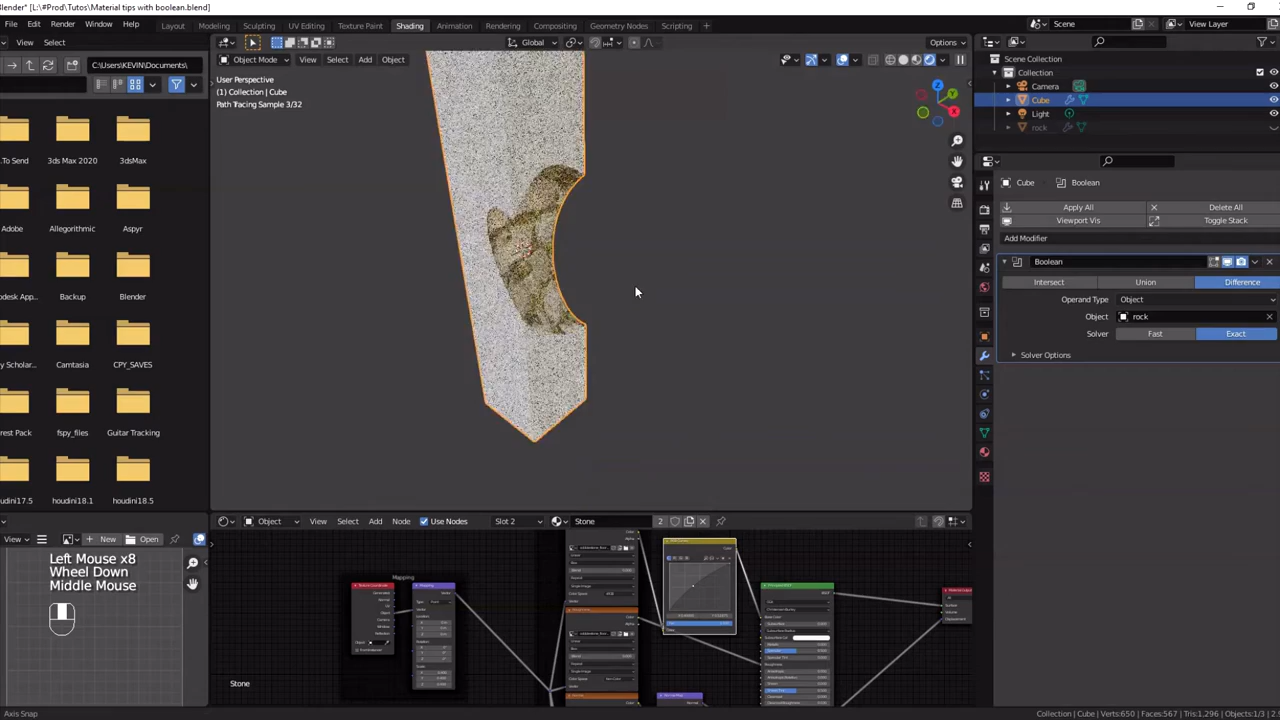 Blender* [L:\#Prod\Tutos\Material tips with boolean.blend]
File Edit Render Window Help
Layout Modeling Sculpting UV Editing Texture Paint Shading Animation Rendering Compositing Geometry Nodes Scripting +
Scene View Layer
View Select
Global Options
C:\Users\KEVIN\Documents\
Object Mode View Select Add Object
User Perspective
(1) Collection | Cube
Path Tracing Sample 3/32
Z
Y
X
Scene Collection
Collection
Camera
Cube
Light
rock
To Send 3ds Max 2020 3dsMax
Adobe Allegorithmic Aspyr
Backup Blender
Camtasia CPY_SAVES
fspy_files Guitar Tracking
houdini17.5 houdini18.1 houdini18.5
Cube Boolean
Apply All Delete All
Viewport Vis Toggle Stack
Add Modifier
Boolean
Intersect Union Difference
Operand Type Object
Object rock
Solver Fast Exact
Solver Options
Object View Select Add Node Use Nodes Slot 2 Stone 2
View New Open
Left Mouse x8
Wheel Down
Middle Mouse
Mapping
Stone
Axis Snap
Collection | Cube | Verts:650 | Faces:567 | Tris:1,296 | Objects:1/3